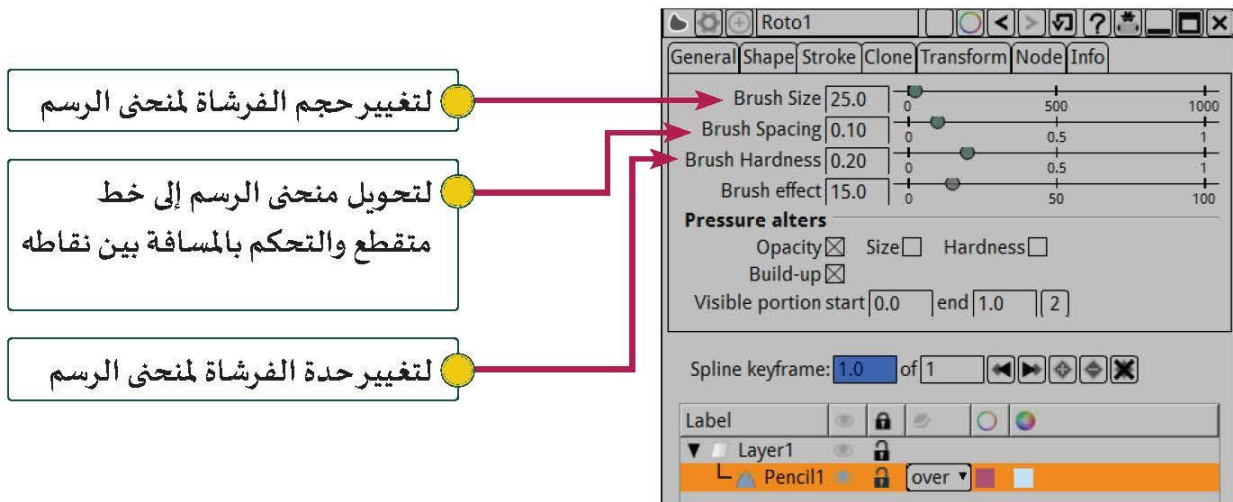 لتغيير حجم الفرشاة لمنحنى الرسم
لتحويل منحنى الرسم إلى خط
متقطع والتحكم بالمسافة بين نقاطه
لتغيير حدة الفرشاة لمنحنى الرسم
Roto1
General Shape Stroke Clone Transform Node Info
Brush Size 25.0 0 500 1000
Brush Spacing 0.10 0 0.5 1
Brush Hardness 0.20 0 0.5 1
Brush effect 15.0 0 50 100
Pressure alters
Opacity Size Hardness
Build-up
Visible portion start 0.0 end 1.0 2
Spline keyframe: 1.0 of 1
Label
Layer1
Pencil1 over